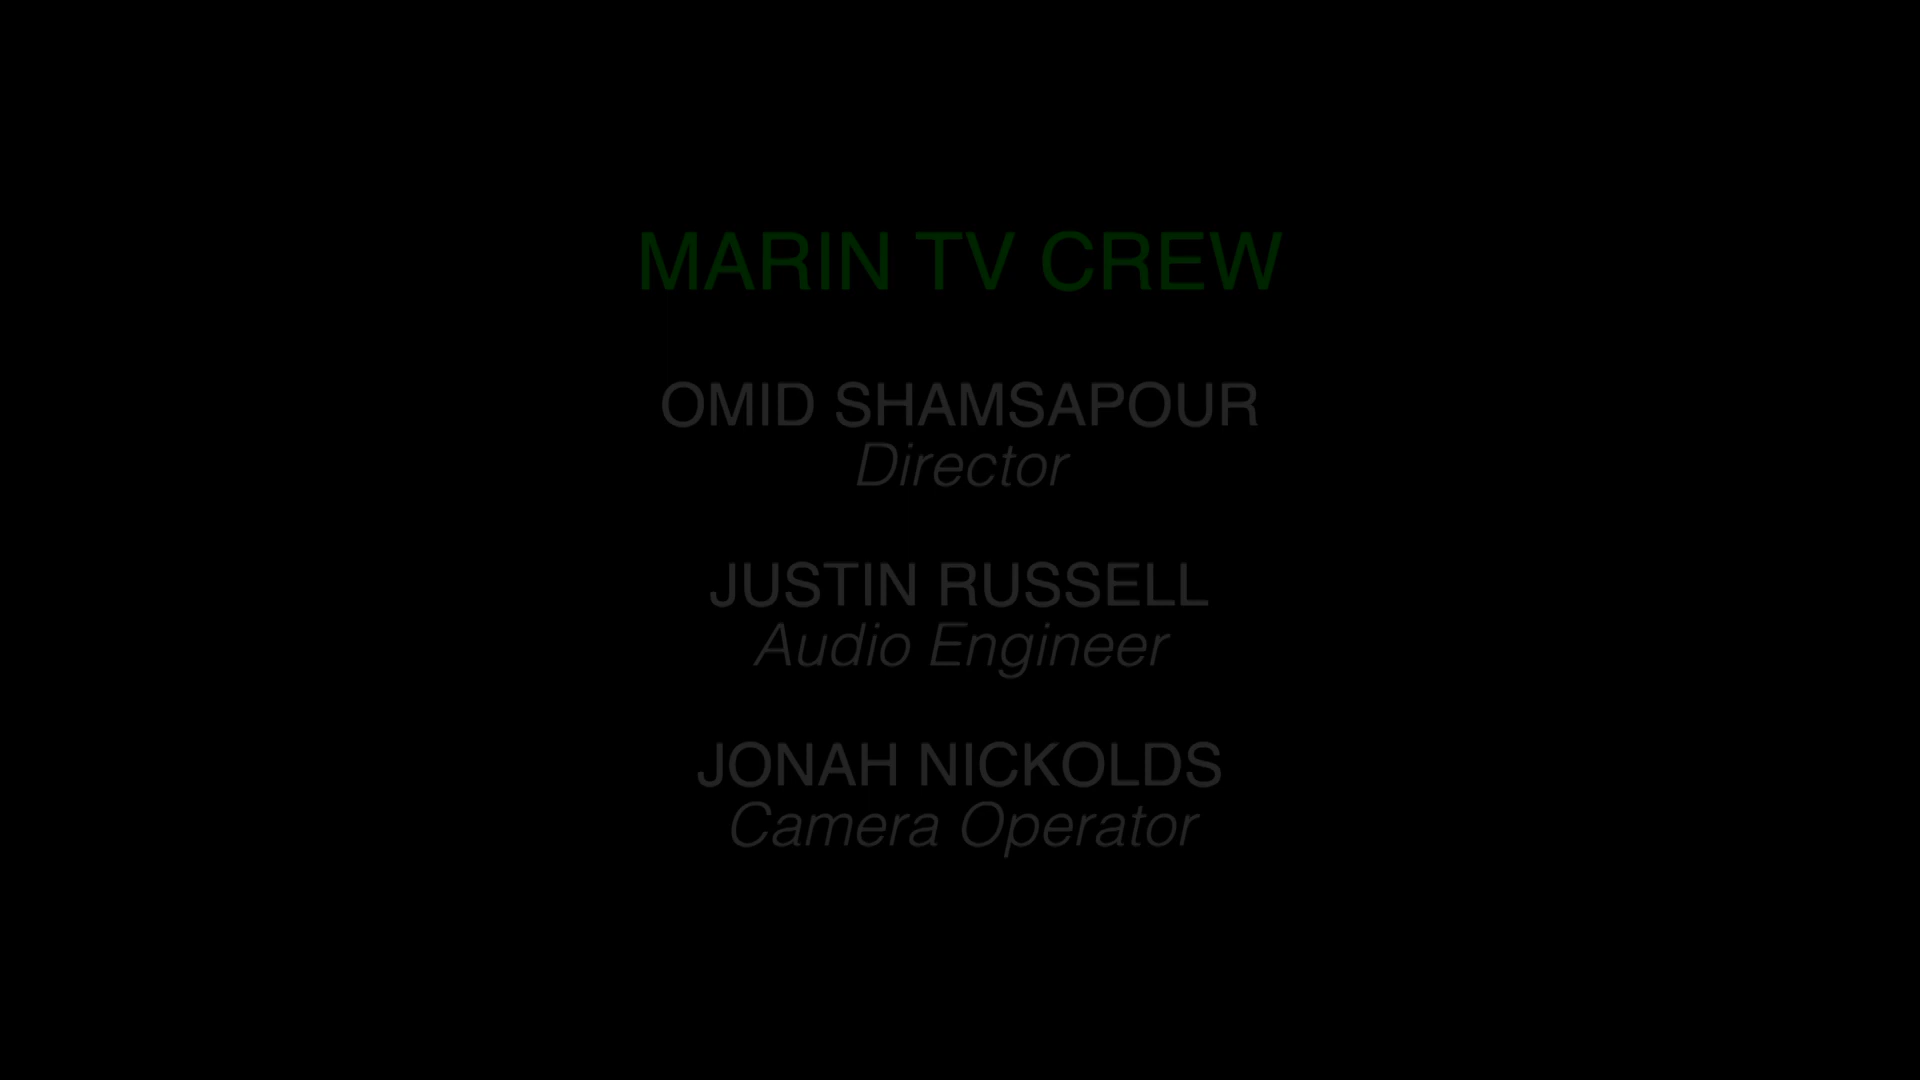 MARIN TV CREW
OMID SHAMSAPOUR
Director
JUSTIN RUSSELL
Audio Engineer
JONAH NICKOLDS
Camera Operator